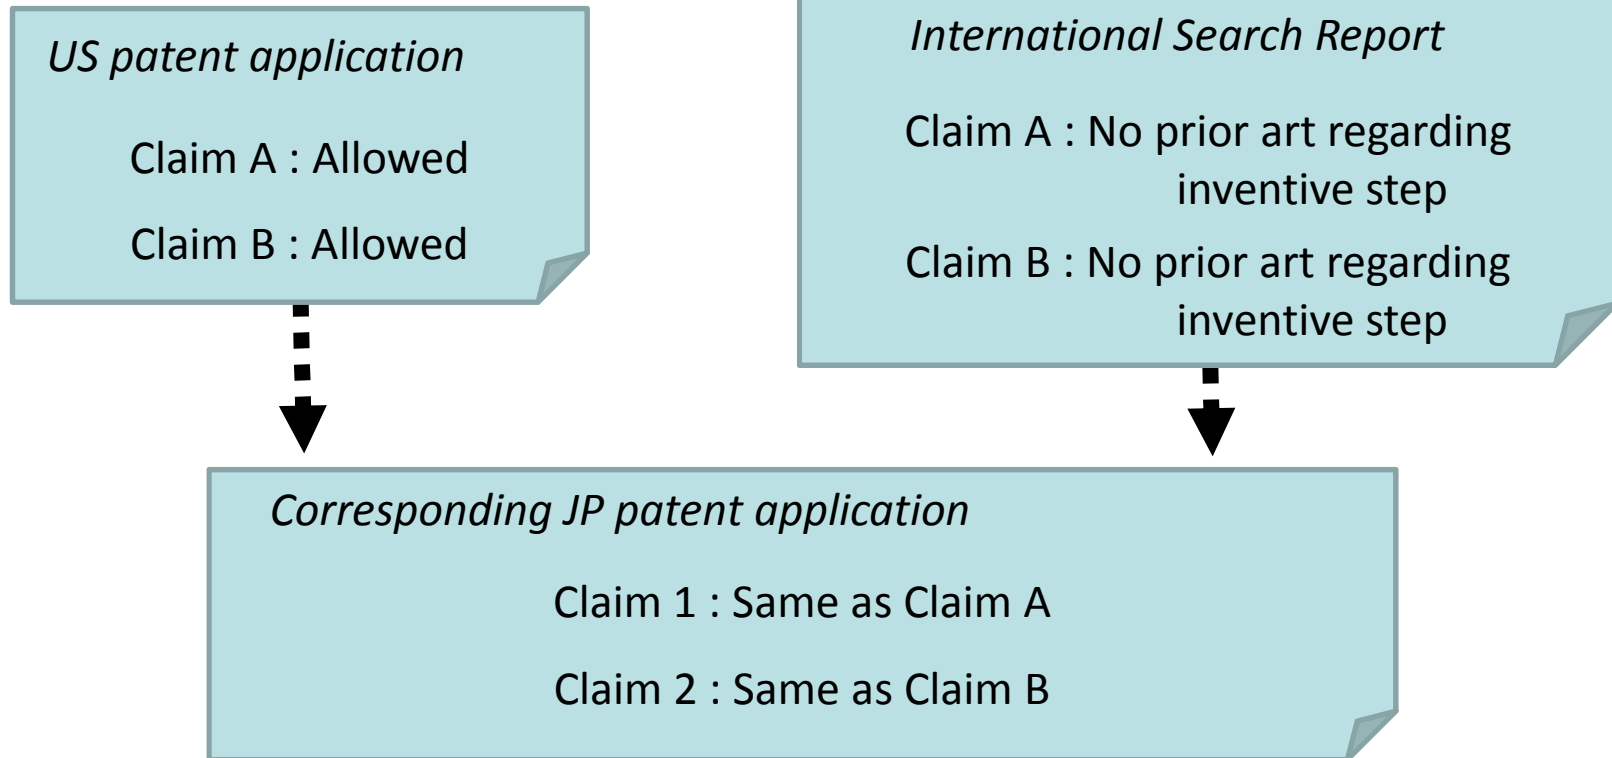 US patent application
Claim A : Allowed
Claim B : Allowed
International Search Report
Claim A : No prior art regarding
inventive step
Claim B : No prior art regarding
inventive step
Corresponding JP patent application
Claim 1 : Same as Claim A
Claim 2 : Same as Claim B